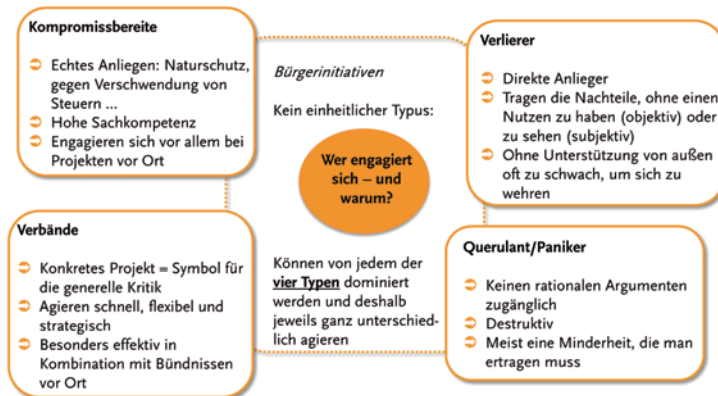 Kompromissbereite
Echtes Anliegen: Naturschutz,
gegen Verschwendung von
Steuern ...
Hohe Sachkompetenz
Engagieren sich vor allem bei
Projekten vor Ort
Bürgerinitiativen
Kein einheitlicher Typus:
Wer engagiert
sich – und
warum?
Können von jedem der
vier Typen dominiert
werden und deshalb
jeweils ganz unterschied-
lich agieren
Verlierer
Direkte Anlieger
Tragen die Nachteile, ohne einen
Nutzen zu haben (objektiv) oder
zu sehen (subjektiv)
Ohne Unterstützung von außen
oft zu schwach, um sich zu
wehren
Verbände
Konkretes Projekt = Symbol für
die generelle Kritik
Agieren schnell, flexibel und
strategisch
Besonders effektiv in
Kombination mit Bündnissen
vor Ort
Querulant/Paniker
Keinen rationalen Argumenten
zugänglich
Destruktiv
Meist eine Minderheit, die man
ertragen muss